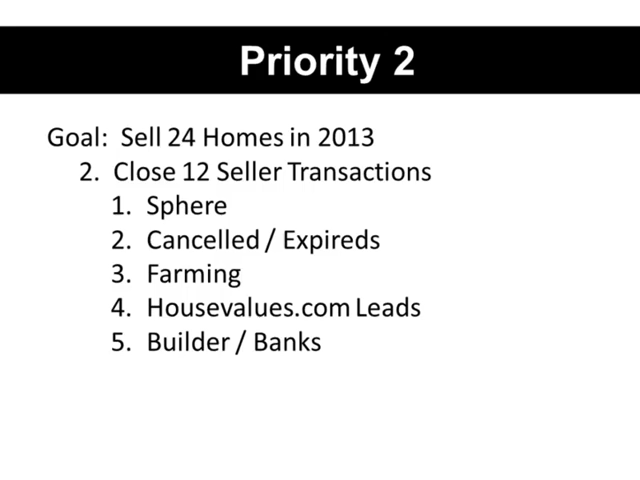 Priority 2
Goal: Sell 24 Homes in 2013
2. Close 12 Seller Transactions
1. Sphere
2. Cancelled / Expireds
3. Farming
4. Housevalues.com Leads
5. Builder / Banks